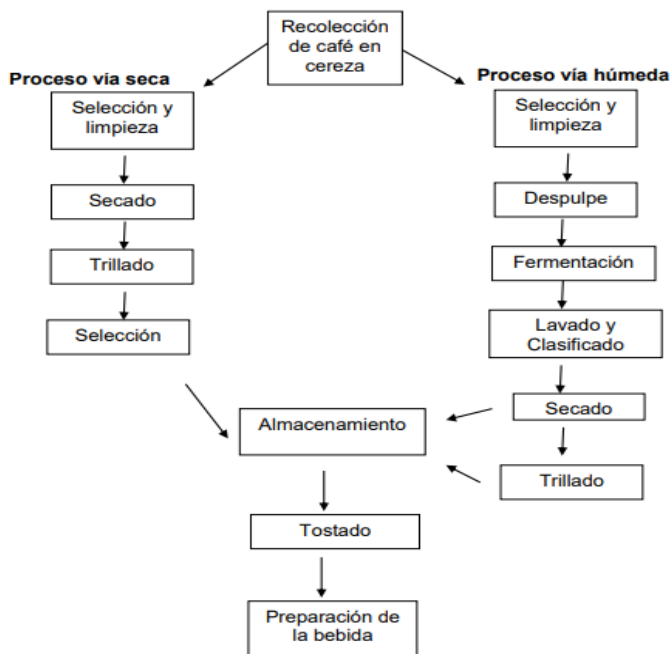 Recolección
de café en
cereza
Proceso vía seca
Selección y
limpieza
Secado
Trillado
Selección
Proceso vía húmeda
Selección y
limpieza
Despulpe
Fermentación
Lavado y
Clasificado
Secado
Trillado
Almacenamiento
Tostado
Preparación de
la bebida